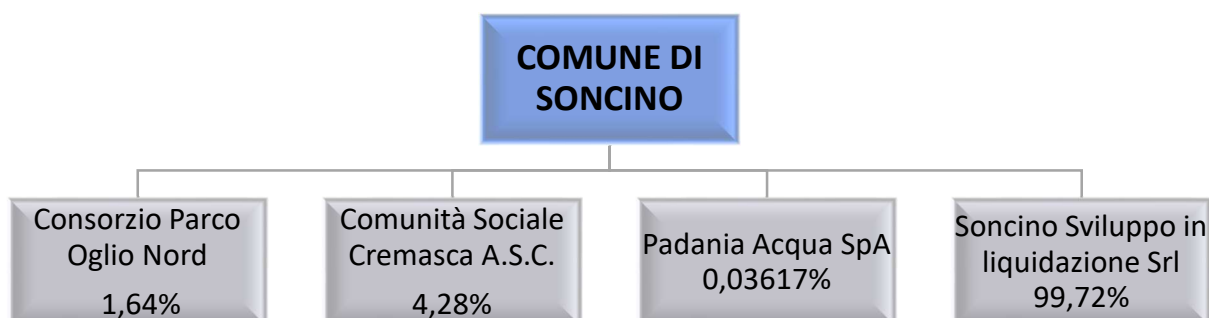 COMUNE DI
SONCINO
Consorzio Parco
Oglio Nord
1,64%
Comunità Sociale
Cremasca A.S.C.
4,28%
Padania Acqua SpA
0,03617%
Soncino Sviluppo in
liquidazione Srl
99,72%